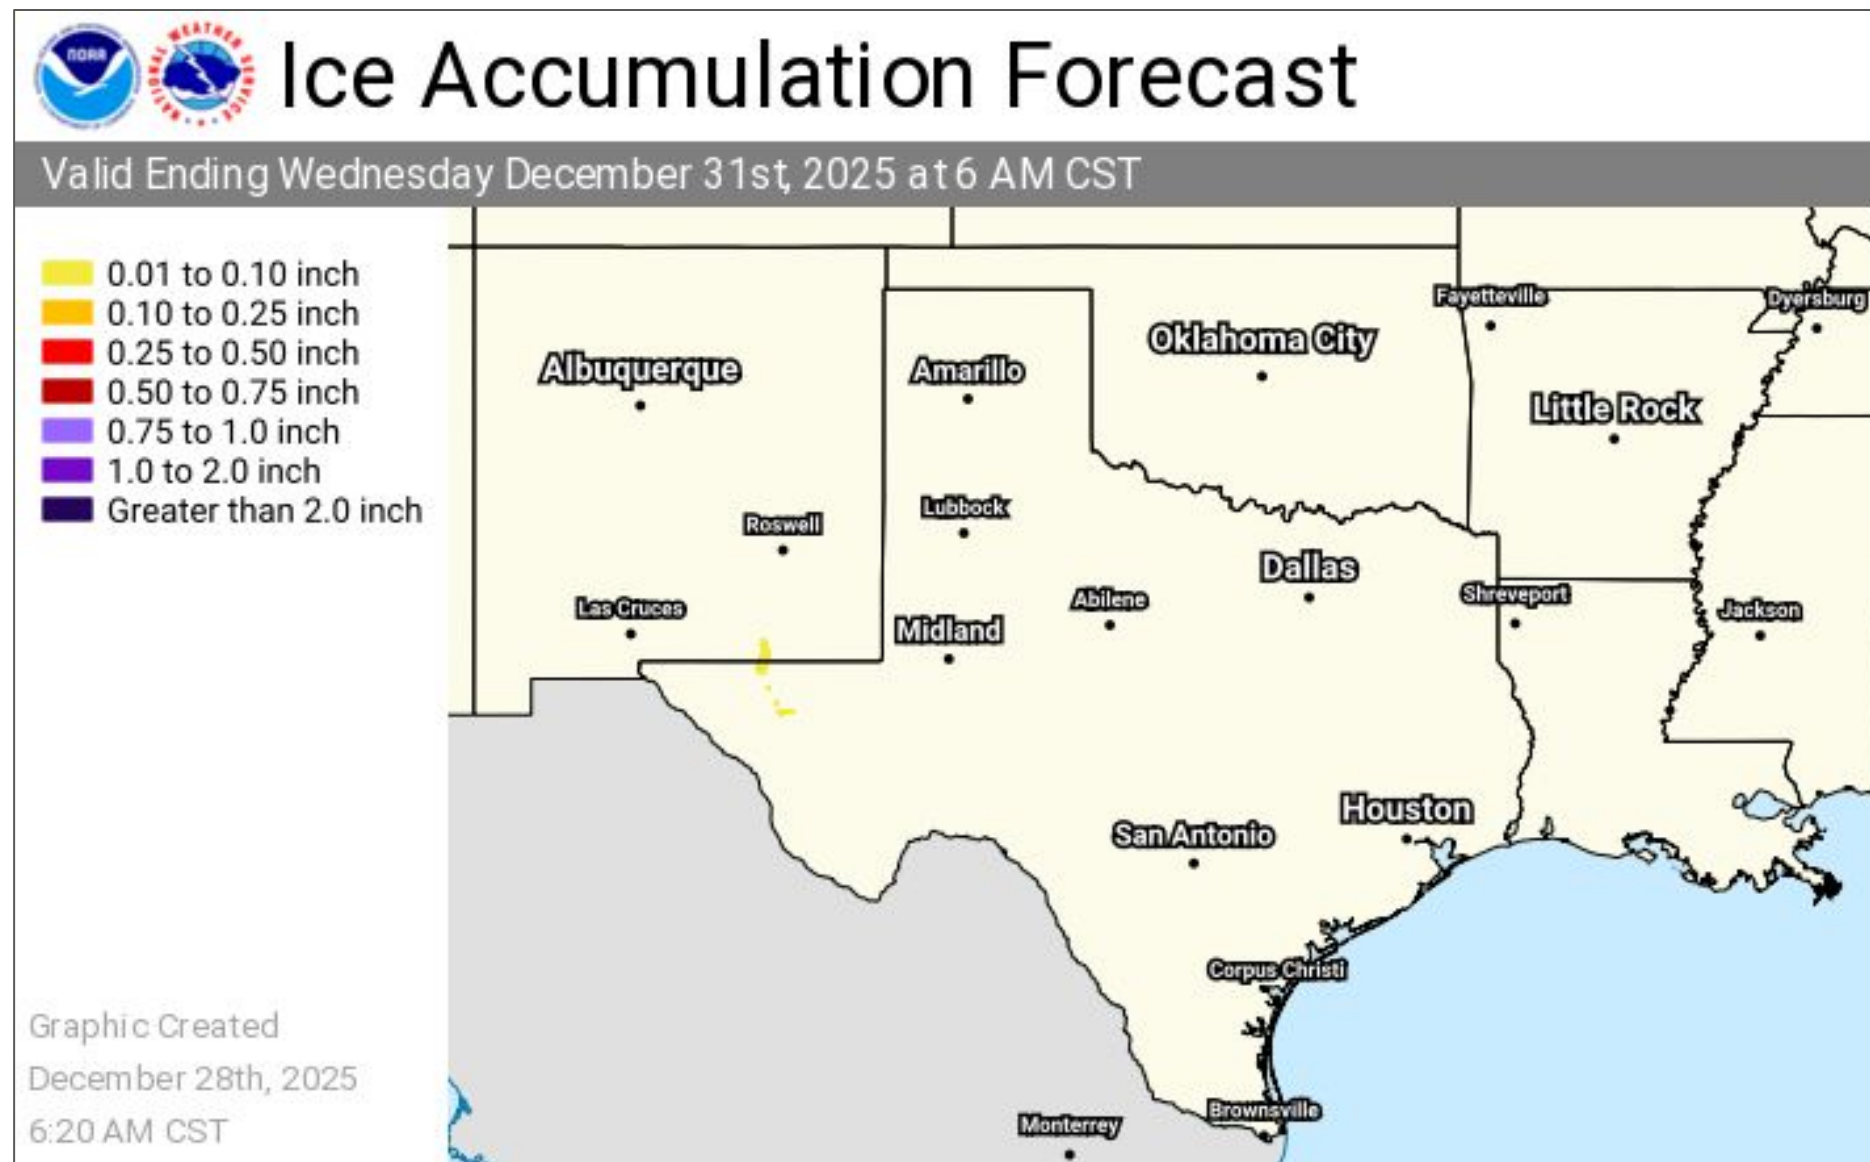 NOAA
NATIONAL WEATHER SERVICE
Ice Accumulation Forecast
Valid Ending Wednesday December 31st, 2025 at 6 AM CST
0.01 to 0.10 inch
0.10 to 0.25 inch
0.25 to 0.50 inch
0.50 to 0.75 inch
0.75 to 1.0 inch
1.0 to 2.0 inch
Greater than 2.0 inch
Fayetteville
Dyersburg
Oklahoma City
Albuquerque
Amarillo
Little Rock
Lubbock
Roswell
Dallas
Shreveport
Abilene
Las Cruces
Jackson
Midland
Houston
San Antonio
Corpus Christi
Brownsville
Monterrey
Graphic Created
December 28th, 2025
6:20 AM CST